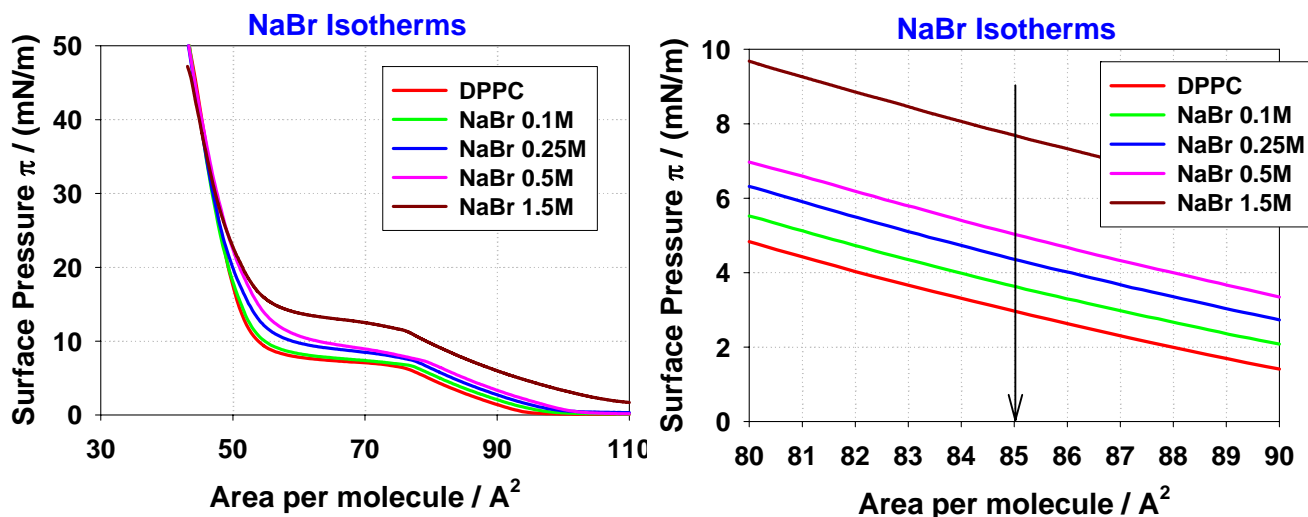 NaBr Isotherms
Surface Pressure π / (mN/m)
50
40
30
20
10
0
DPPC
NaBr 0.1M
NaBr 0.25M
NaBr 0.5M
NaBr 1.5M
30 50 70 90 110
Area per molecule / A²
NaBr Isotherms
Surface Pressure π / (mN/m)
10
8
6
4
2
0
DPPC
NaBr 0.1M
NaBr 0.25M
NaBr 0.5M
NaBr 1.5M
80 81 82 83 84 85 86 87 88 89 90
Area per molecule / A²